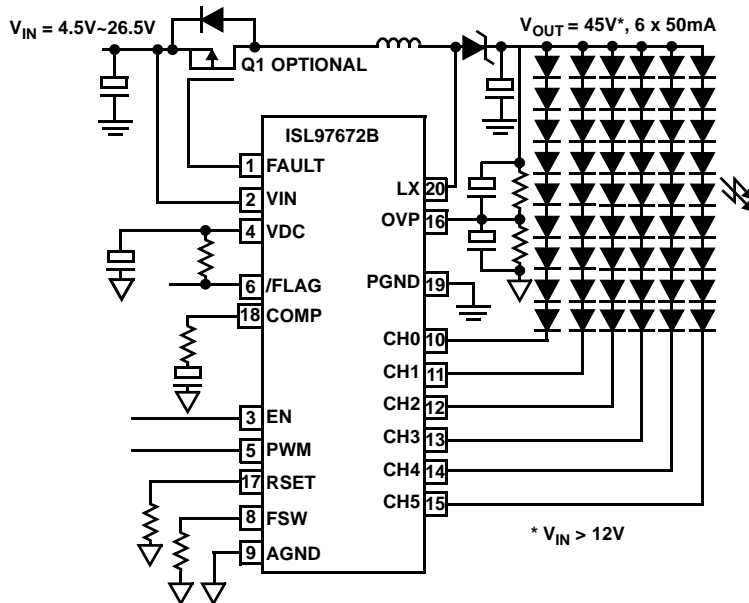 V_IN = 4.5V~26.5V
V_OUT = 45V*, 6 x 50mA
Q1 OPTIONAL
ISL97672B
1 FAULT
2 VIN
4 VDC
6 /FLAG
18 COMP
3 EN
5 PWM
17 RSET
8 FSW
9 AGND
LX 20
OVP 16
PGND 19
CH0 10
CH1 11
CH2 12
CH3 13
CH4 14
CH5 15
* V_IN > 12V